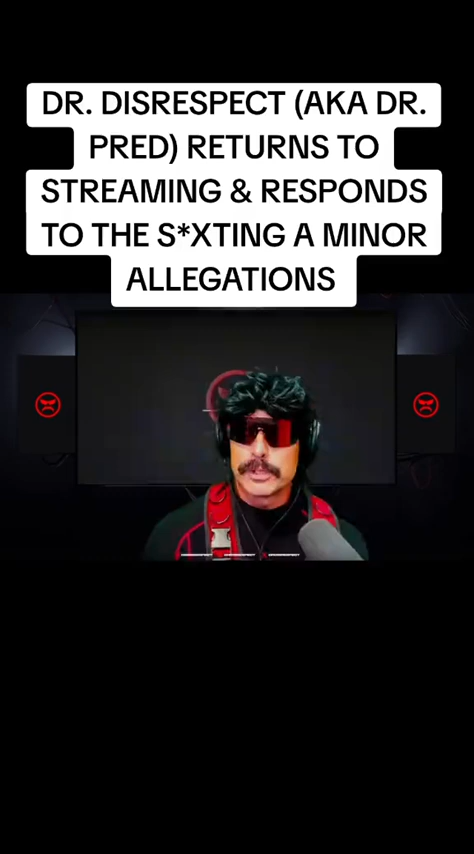 DR. DISRESPECT (AKA DR.
PRED) RETURNS TO
STREAMING & RESPONDS
TO THE S*XTING A MINOR
ALLEGATIONS